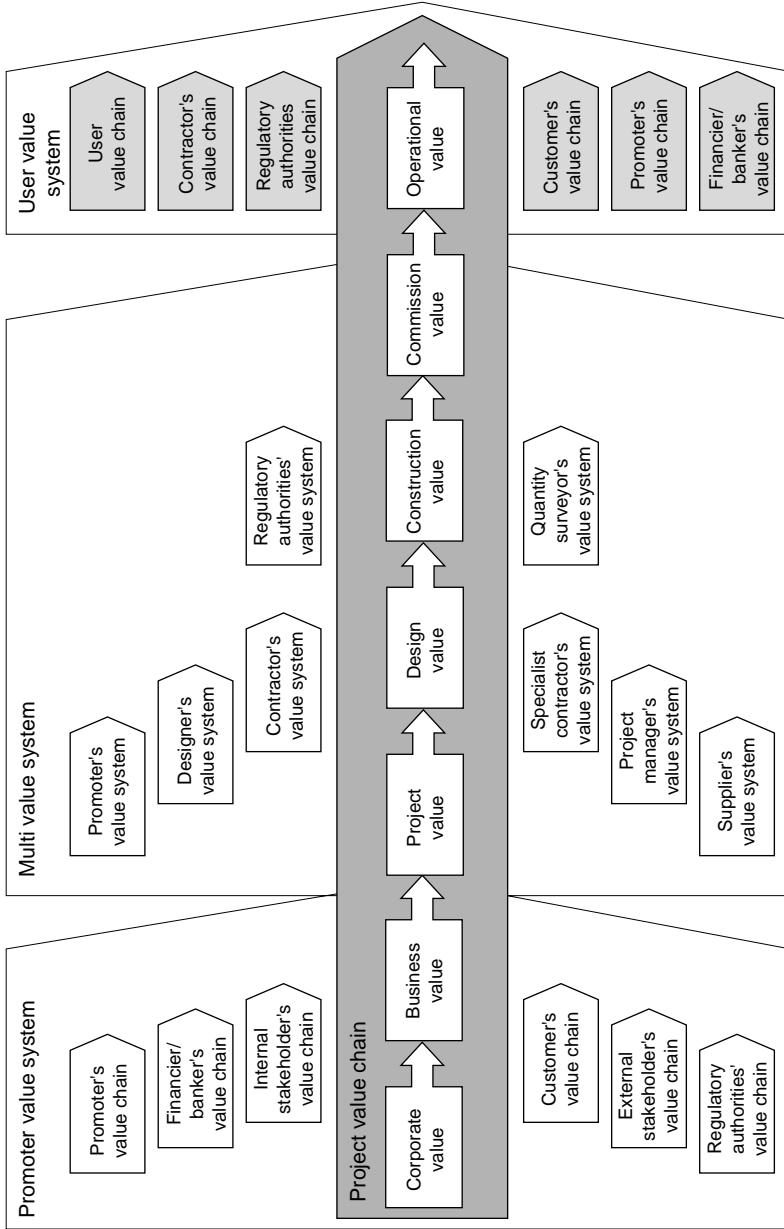 Promoter value system
Promoter's
value chain
Financier/
banker's
value chain
Internal
stakeholder's
value chain
Multi value system
Promoter's
value system
Designer's
value system
Contractor's
value system
Regulatory
authorities'
value system
User value
system
User
value chain
Contractor's
value chain
Regulatory
authorities
value chain
Project value chain
Corporate
value
Business
value
Project
value
Design
value
Construction
value
Commission
value
Operational
value
Customer's
value chain
External
stakeholder's
value chain
Regulatory
authorities'
value chain
Specialist
contractor's
value system
Project
manager's
value system
Supplier's
value system
Quantity
surveyor's
value system
Customer's
value chain
Promoter's
value chain
Financier/
banker's
value chain